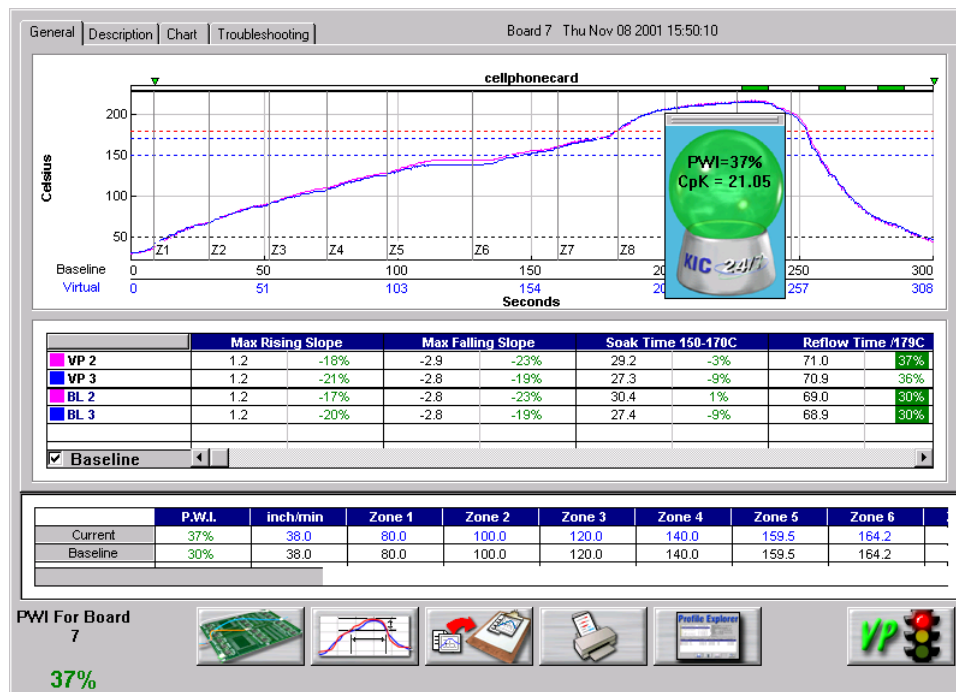 General Description Chart Troubleshooting Board 7 Thu Nov 08 2001 15:50:10
cellphonecard
200
150
100
50
Celsius
PWI=37%
CpK = 21.05
KIC 24/7
Z1 Z2 Z3 Z4 Z5 Z6 Z7 Z8
Baseline 0 50 100 150 250 300
Virtual 0 51 103 154 257 308
Seconds
Max Rising Slope Max Falling Slope Soak Time 150-170C Reflow Time /179C
VP 2 1.2 -18% -2.9 -23% 29.2 -3% 71.0 37%
VP 3 1.2 -21% -2.8 -19% 27.3 -9% 70.9 36%
BL 2 1.2 -17% -2.8 -23% 30.4 1% 69.0 30%
BL 3 1.2 -20% -2.8 -19% 27.4 -9% 68.9 30%
Baseline
P.W.I. inch/min Zone 1 Zone 2 Zone 3 Zone 4 Zone 5 Zone 6
Current 37% 38.0 80.0 100.0 120.0 140.0 159.5 164.2
Baseline 30% 38.0 80.0 100.0 120.0 140.0 159.5 164.2
PWI For Board
7
37%
Profile Explorer
VP